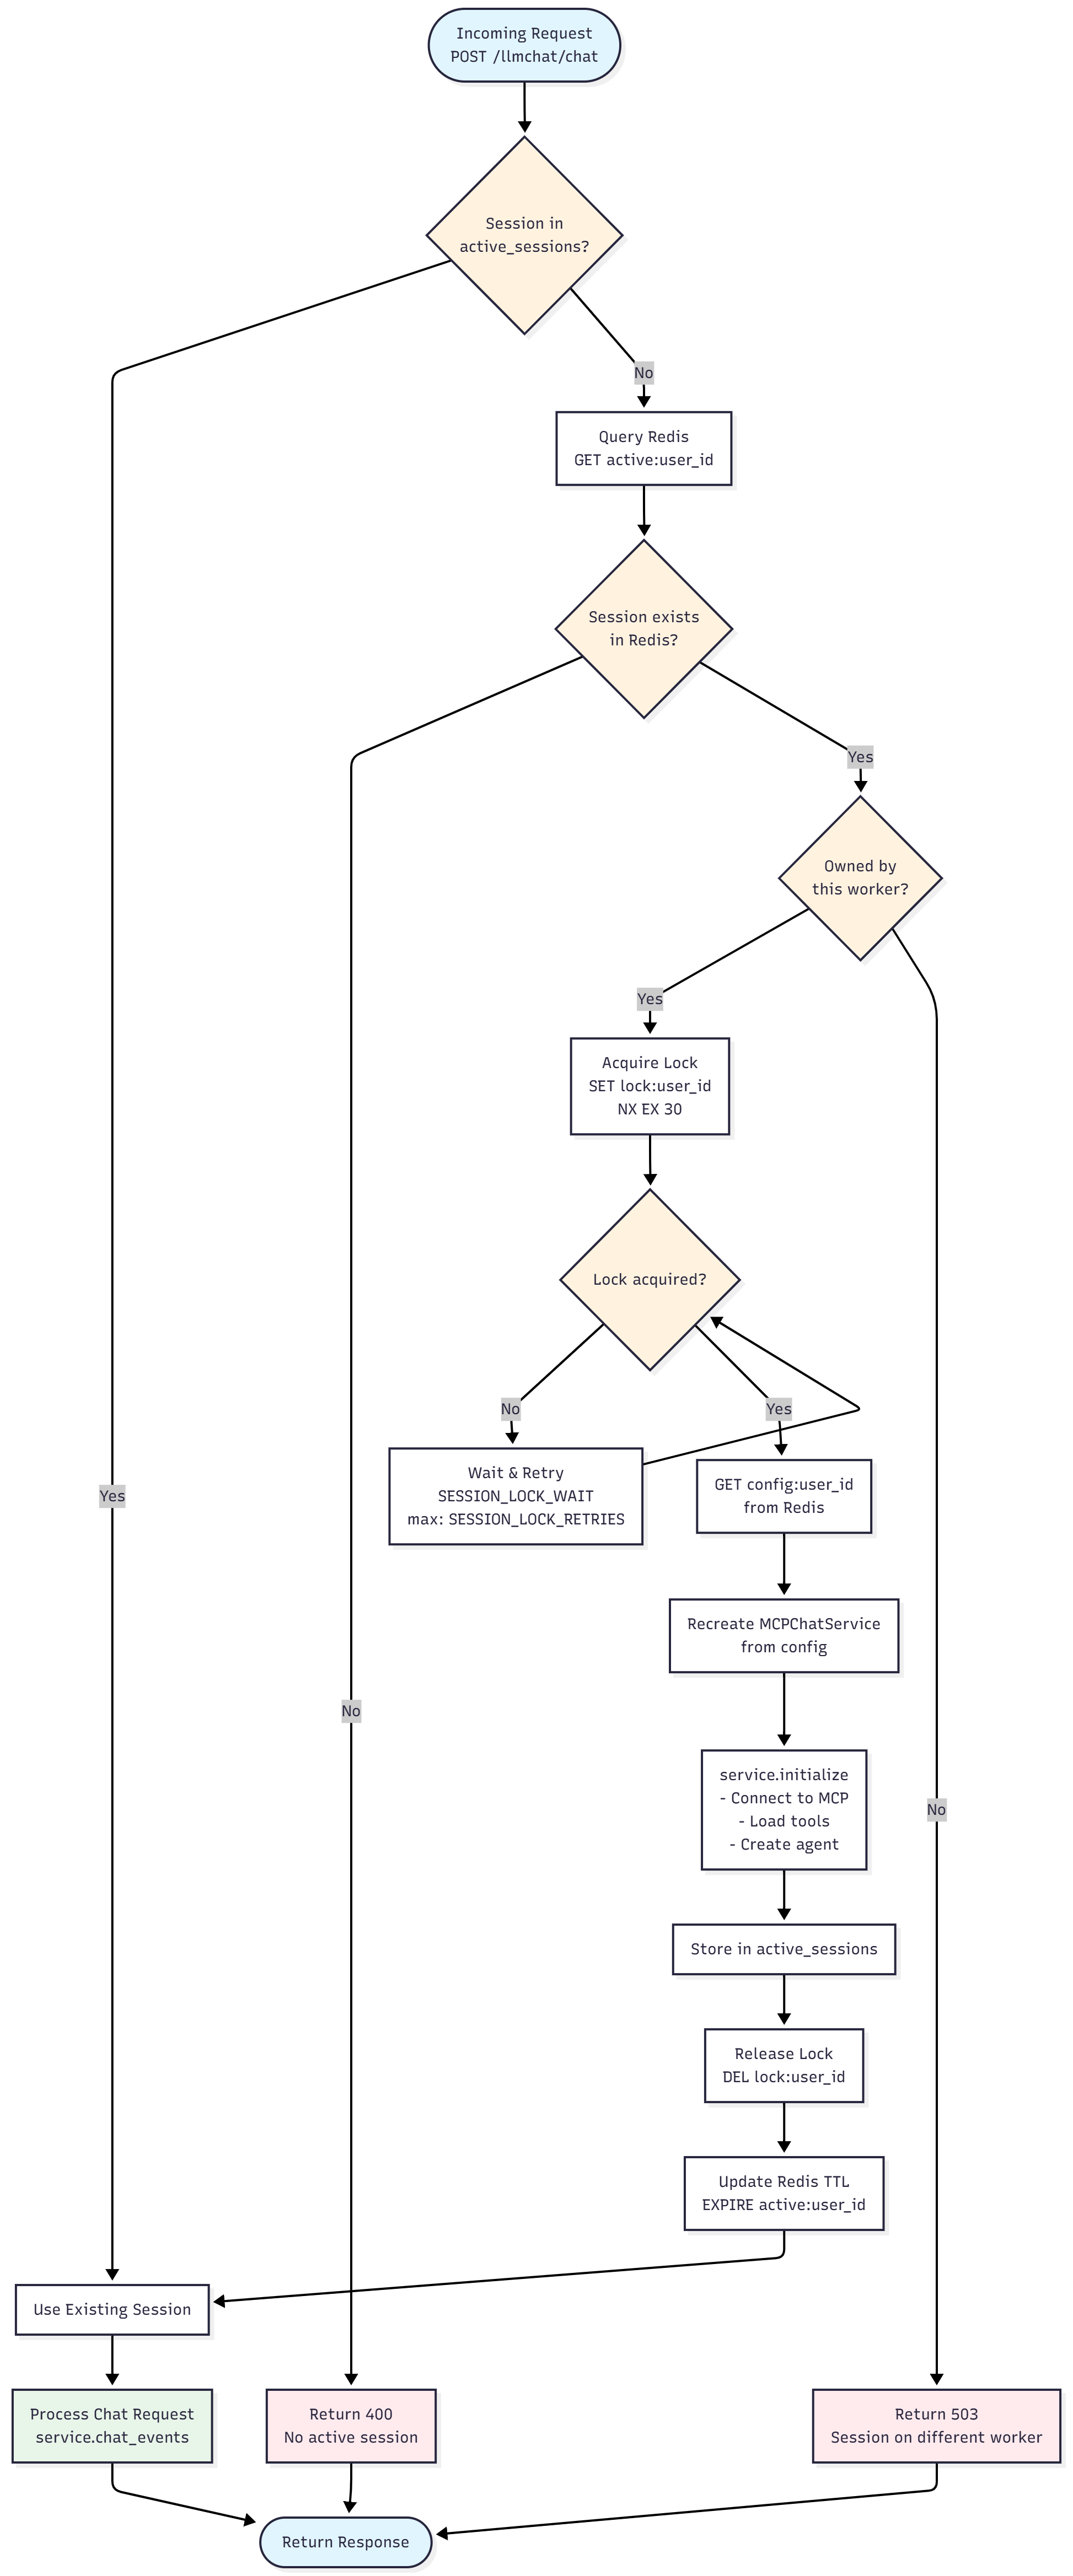 Incoming Request
POST /llmchat/chat
Session in
active_sessions?
No
Query Redis
GET active:user_id
Session exists
in Redis?
Yes
Owned by
this worker?
Yes
Acquire Lock
SET lock:user_id
NX EX 30
Lock acquired?
No
Yes
Wait & Retry
SESSION_LOCK_WAIT
max: SESSION_LOCK_RETRIES
GET config:user_id
from Redis
Yes
Recreate MCPChatService
from config
No
service.initialize
- Connect to MCP
- Load tools
- Create agent
No
Store in active_sessions
Release Lock
DEL lock:user_id
Update Redis TTL
EXPIRE active:user_id
Use Existing Session
Process Chat Request
service.chat_events
Return 400
No active session
Return 503
Session on different worker
Return Response